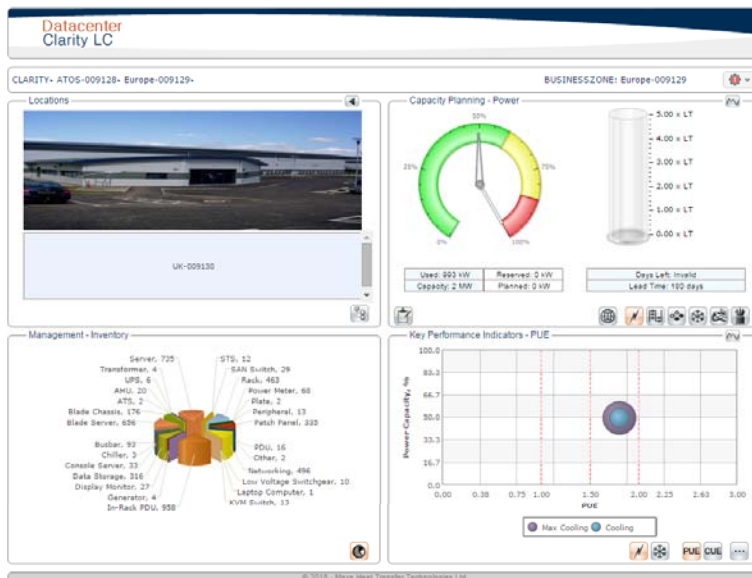 Datacenter
Clarity LC
CLARITY- ATOS-009128- Europe-009129-
BUSINESSZONE: Europe-009129
Locations
UK-009130
Capacity Planning - Power
0%
25%
50%
75%
100%
5.00 x LT
4.00 x LT
3.00 x LT
2.00 x LT
1.00 x LT
0.00 x LT
Used: 993 kW
Reserved: 0 kW
Capacity: 2 MW
Planned: 0 kW
Days Left: Invalid
Lead Time: 100 days
Management - Inventory
Server, 735
Transformer, 4
UPS, 6
AHU, 20
ATS, 2
Blade Chassis, 176
Blade Server, 656
Busbar, 93
Chiller, 3
Console Server, 33
Data Storage, 316
Display Monitor, 27
Generator, 4
In-Rack PDU, 958
STS, 12
SAN Switch, 29
Rack, 463
Power Meter, 68
Plate, 2
Peripheral, 13
Patch Panel, 335
PDU, 16
Other, 2
Networking, 496
Low Voltage Switchgear, 10
Laptop Computer, 1
KVM Switch, 13
Key Performance Indicators - PUE
Power Capacity, %
100.0
83.3
66.7
50.0
33.3
16.7
0.0
0.00 0.38 0.75 1.00 1.50 2.00 2.25 2.63 3.00
PUE
Max Cooling Cooling
PUE CUE